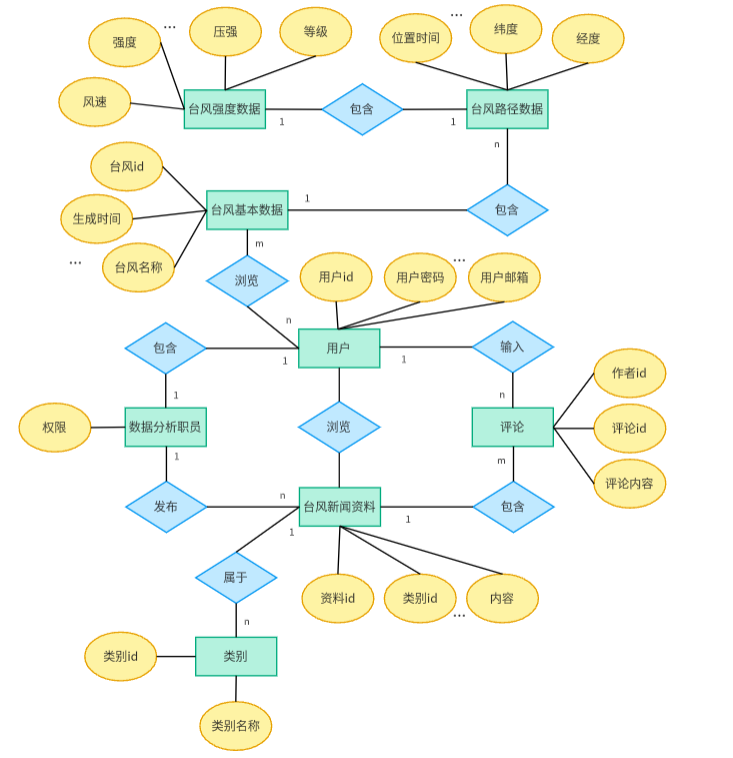 ...
...
强度
压强
等级
位置时间
纬度
经度
风速
台风强度数据
1
包含
1
台风路径数据
n
台风id
台风基本数据
1
包含
生成时间
m
...
台风名称
浏览
用户id
用户密码
...
用户邮箱
n
包含
1
用户
1
输入
作者id
1
n
权限
数据分析职员
浏览
评论
评论id
1
m
评论内容
发布
n
台风新闻资料
1
包含
1
属于
资料id
类别id
内容
...
n
类别id
类别
类别名称